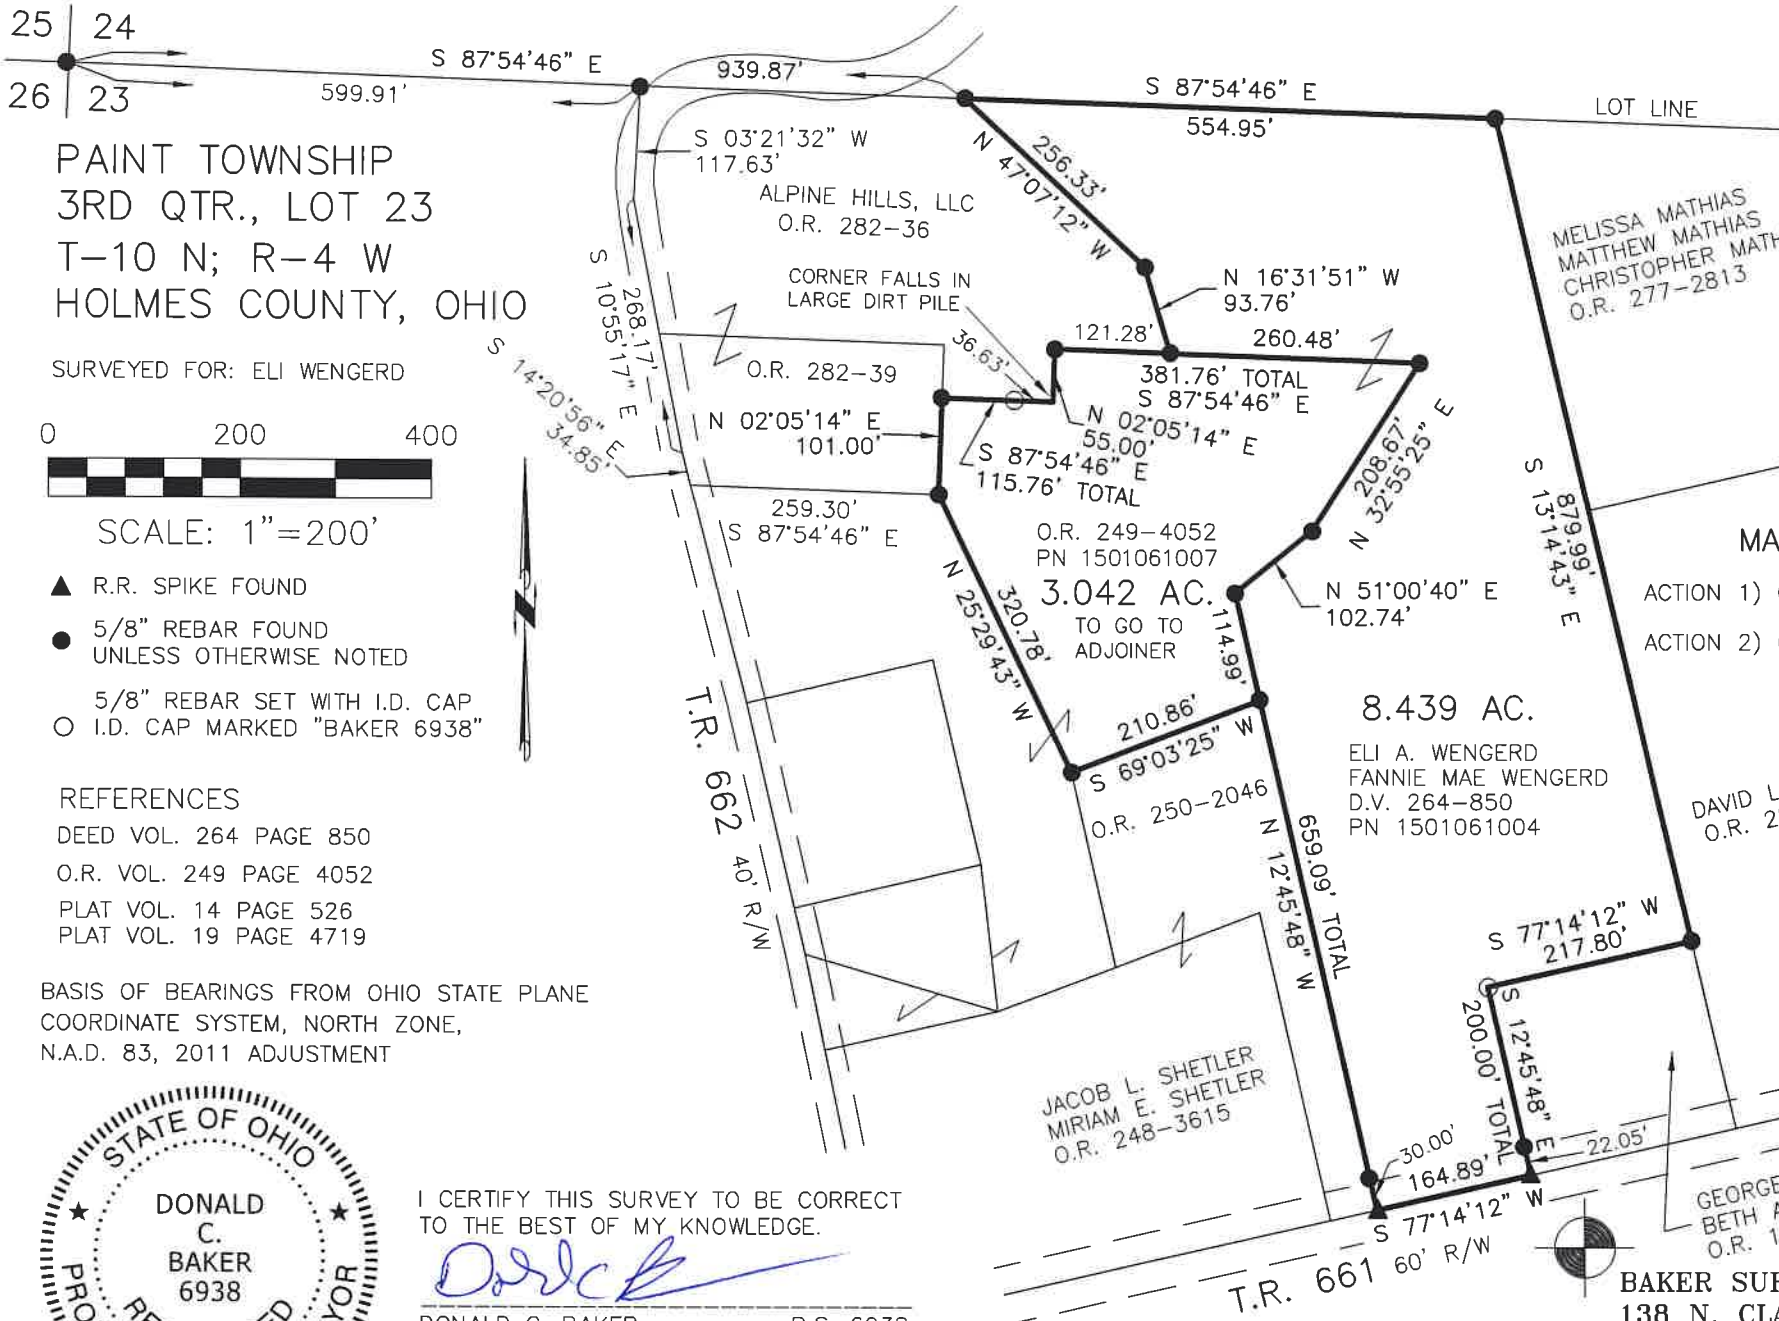 25 24
26 23
S 87°54'46" E
599.91'
939.87'
S 87°54'46" E
554.95'
LOT LINE
PAINT TOWNSHIP
3RD QTR., LOT 23
T-10 N; R-4 W
HOLMES COUNTY, OHIO
SURVEYED FOR: ELI WENGERD
0 200 400
SCALE: 1"=200'
R.R. SPIKE FOUND
5/8" REBAR FOUND
UNLESS OTHERWISE NOTED
5/8" REBAR SET WITH I.D. CAP
I.D. CAP MARKED "BAKER 6938"
REFERENCES
DEED VOL. 264 PAGE 850
O.R. VOL. 249 PAGE 4052
PLAT VOL. 14 PAGE 526
PLAT VOL. 19 PAGE 4719
BASIS OF BEARINGS FROM OHIO STATE PLANE
COORDINATE SYSTEM, NORTH ZONE,
N.A.D. 83, 2011 ADJUSTMENT
S 03°21'32" W
117.63'
ALPINE HILLS, LLC
O.R. 282-36
CORNER FALLS IN
LARGE DIRT PILE
256.33'
N 47°07'12" W
N 16°31'51" W
93.76'
MELISSA MATHIAS
MATTHEW MATHIAS
CHRISTOPHER MATH
O.R. 277-2813
268.17'
S 10°55'17" E
S 14°20'56" E
34.85'
O.R. 282-39
36.63'
121.28'
260.48'
381.76' TOTAL
S 87°54'46" E
N 02°05'14" E
101.00'
N 02°05'14" E
55.00'
S 87°54'46" E
115.76' TOTAL
259.30'
S 87°54'46" E
208.67'
N 32°55'25" E
O.R. 249-4052
PN 1501061007
3.042 AC.
TO GO TO
ADJOINER
N 51°00'40" E
102.74'
879.99'
S 13°14'43" E
MA
ACTION 1)
ACTION 2)
320.78'
N 25°29'43" W
114.99'
210.86'
S 69°03'25" W
O.R. 250-2046
8.439 AC.
ELI A. WENGERD
FANNIE MAE WENGERD
D.V. 264-850
PN 1501061004
DAVID L
O.R. 2
T.R. 662 40' R/W
659.09' TOTAL
N 12°45'48" W
S 77°14'12" W
217.80'
S 12°45'48" E
200.00' TOTAL
22.05'
JACOB L. SHETLER
MIRIAM E. SHETLER
O.R. 248-3615
30.00'
164.89'
S 77°14'12" W
T.R. 661 60' R/W
GEORGE
BETH A
O.R. 1
BAKER SUR
138 N. CLA
STATE OF OHIO
DONALD
C.
BAKER
6938
I CERTIFY THIS SURVEY TO BE CORRECT
TO THE BEST OF MY KNOWLEDGE.
DONALD C. BAKER P.S. 6938